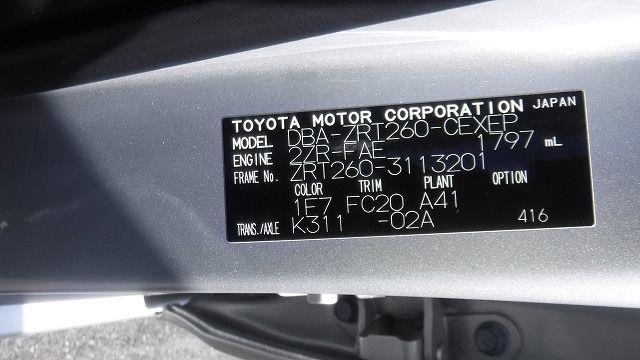 TOYOTA MOTOR CORPORATION JAPAN
MODEL DBA-ZRT260-CEXEP
ENGINE 2ZR-FAE 1797 mL
FRAME No. ZRT260-3113201
COLOR TRIM PLANT OPTION
1F7 FC20 A41
TRANS./AXLE K311 -02A 416